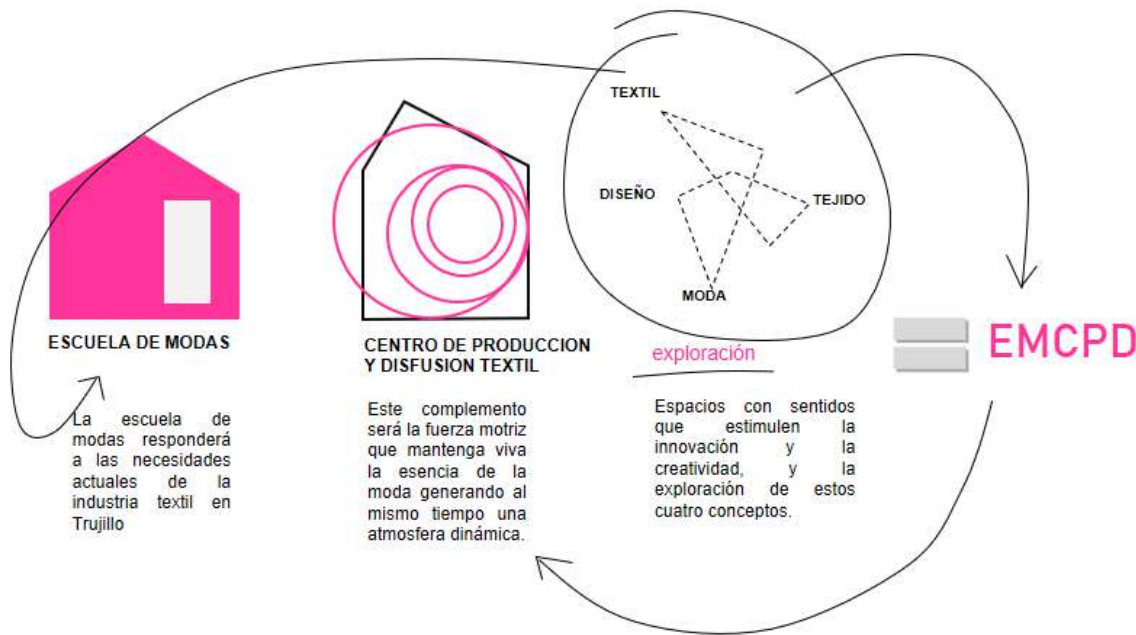 TEXTIL
DISEÑO
TEJIDO
MODA
ESCUELA DE MODAS
La escuela de
modas responderá
a las necesidades
actuales de la
industria textil en
Trujillo
CENTRO DE PRODUCCION
Y DISFUSION TEXTIL
Este complemento
será la fuerza motriz
que mantenga viva
la esencia de la
moda generando al
mismo tiempo una
atmosfera dinámica.
exploración
Espacios con sentidos
que estimulen la
innovación y la
creatividad, y la
exploración de estos
cuatro conceptos.
EMCPD